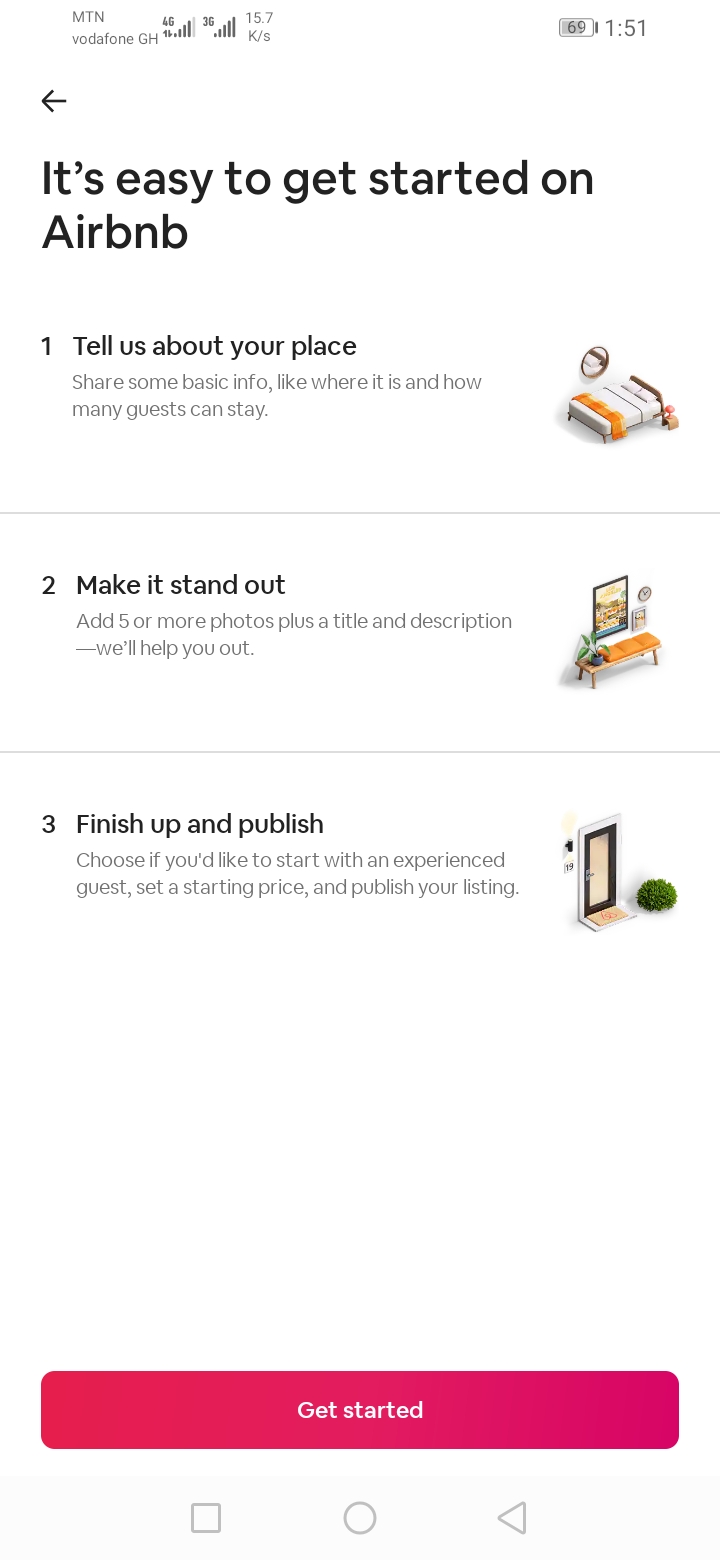 MTN
vodafone GH
4G
3G
15.7
K/s
69
1:51
It’s easy to get started on
Airbnb
1 Tell us about your place
Share some basic info, like where it is and how
many guests can stay.
2 Make it stand out
Add 5 or more photos plus a title and description
—we’ll help you out.
3 Finish up and publish
Choose if you'd like to start with an experienced
guest, set a starting price, and publish your listing.
19
Get started